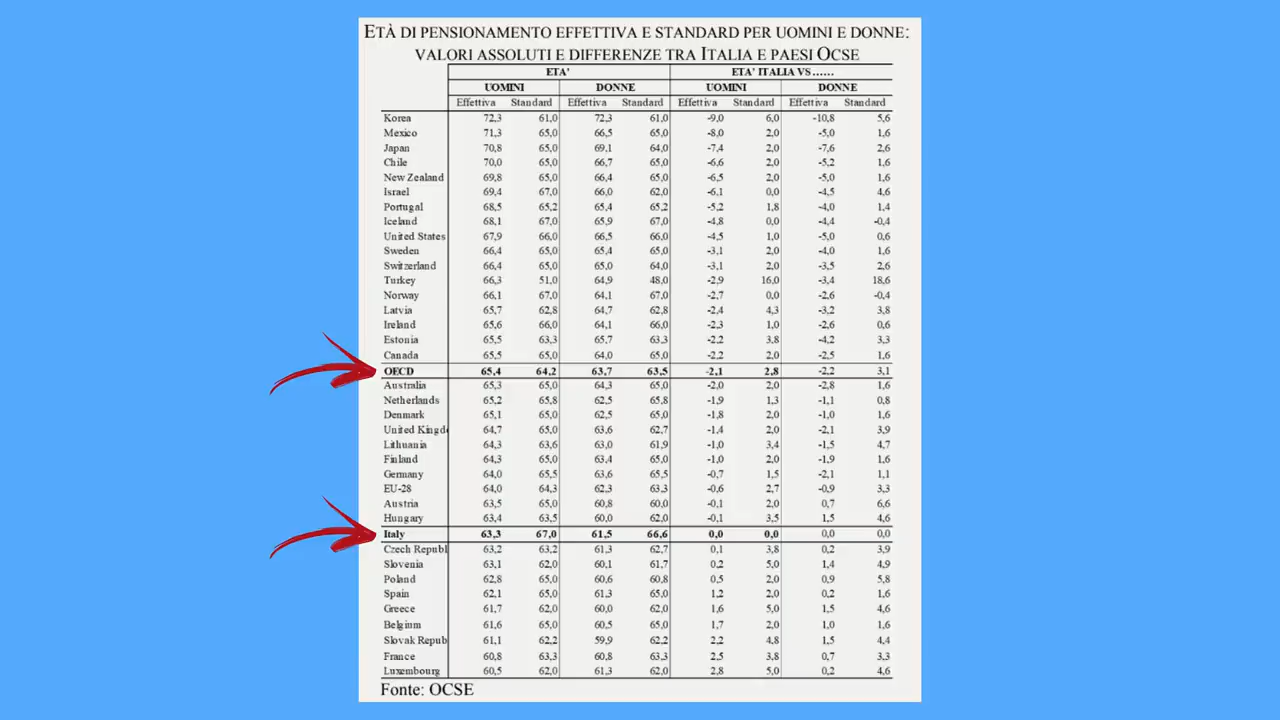 ETÀ DI PENSIONAMENTO EFFETTIVA E STANDARD PER UOMINI E DONNE:
VALORI ASSOLUTI E DIFFERENZE TRA ITALIA E PAESI OCSE
ETA' ETA' ITALIA VS ......
UOMINI DONNE UOMINI DONNE
Effettiva Standard Effettiva Standard Effettiva Standard Effettiva Standard
Korea 72,3 61,0 72,3 61,0 -9,0 6,0 -10,8 5,6
Mexico 71,3 65,0 66,5 65,0 -8,0 2,0 -5,0 1,6
Japan 70,8 65,0 69,1 64,0 -7,4 2,0 -7,6 2,6
Chile 70,0 65,0 66,7 65,0 -6,6 2,0 -5,2 1,6
New Zealand 69,8 65,0 66,4 65,0 -6,5 2,0 -5,0 1,6
Israel 69,4 67,0 66,0 62,0 -6,1 0,0 -4,5 4,6
Portugal 68,5 65,2 65,4 65,2 -5,2 1,8 -4,0 1,4
Iceland 68,1 67,0 65,9 67,0 -4,8 0,0 -4,4 -0,4
United States 67,9 66,0 66,5 66,0 -4,5 1,0 -5,0 0,6
Sweden 66,4 65,0 65,4 65,0 -3,1 2,0 -4,0 1,6
Switzerland 66,4 65,0 65,0 64,0 -3,1 2,0 -3,5 2,6
Turkey 66,3 51,0 64,9 48,0 -2,9 16,0 -3,4 18,6
Norway 66,1 67,0 64,1 67,0 -2,7 0,0 -2,6 -0,4
Latvia 65,7 62,8 64,7 62,8 -2,4 4,3 -3,2 3,8
Ireland 65,6 66,0 64,1 66,0 -2,3 1,0 -2,6 0,6
Estonia 65,5 63,3 65,7 63,3 -2,2 3,8 -4,2 3,3
Canada 65,5 65,0 64,0 65,0 -2,2 2,0 -2,5 1,6
OECD 65,4 64,2 63,7 63,5 -2,1 2,8 -2,2 3,1
Australia 65,3 65,0 64,3 65,0 -2,0 2,0 -2,8 1,6
Netherlands 65,2 65,8 62,5 65,8 -1,9 1,3 -1,1 0,8
Denmark 65,1 65,0 62,5 65,0 -1,8 2,0 -1,0 1,6
United Kingd 64,7 65,0 63,6 62,7 -1,4 2,0 -2,1 3,9
Lithuania 64,3 63,6 63,0 61,9 -1,0 3,4 -1,5 4,7
Finland 64,3 65,0 63,4 65,0 -1,0 2,0 -1,9 1,6
Germany 64,0 65,5 63,6 65,5 -0,7 1,5 -2,1 1,1
EU-28 64,0 64,3 62,3 63,3 -0,6 2,7 -0,9 3,3
Austria 63,5 65,0 60,8 60,0 -0,1 2,0 0,7 6,6
Hungary 63,4 63,5 60,0 62,0 -0,1 3,5 1,5 4,6
Italy 63,3 67,0 61,5 66,6 0,0 0,0 0,0 0,0
Czech Republ 63,2 63,2 61,3 62,7 0,1 3,8 0,2 3,9
Slovenia 63,1 62,0 60,1 61,7 0,2 5,0 1,4 4,9
Poland 62,8 65,0 60,6 60,8 0,5 2,0 0,9 5,8
Spain 62,1 65,0 61,3 65,0 1,2 2,0 0,2 1,6
Greece 61,7 62,0 60,0 62,0 1,6 5,0 1,5 4,6
Belgium 61,6 65,0 60,5 65,0 1,7 2,0 1,0 1,6
Slovak Repub 61,1 62,2 59,9 62,2 2,2 4,8 1,5 4,4
France 60,8 63,3 60,8 63,3 2,5 3,8 0,7 3,3
Luxembourg 60,5 62,0 61,3 62,0 2,8 5,0 0,2 4,6
Fonte: OCSE